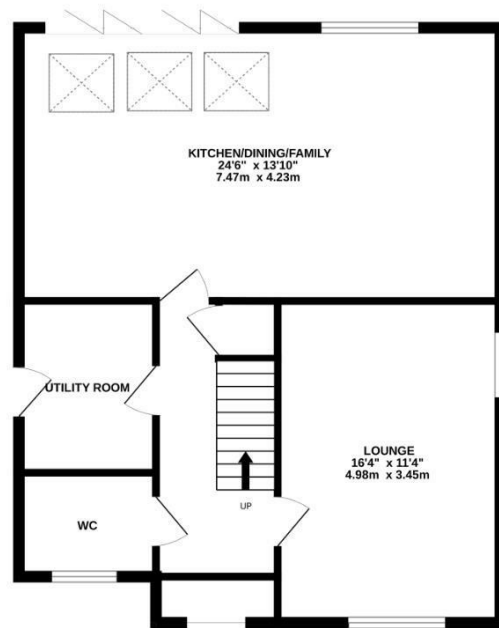 KITCHEN/DINING/FAMILY
24'6" x 13'10"
7.47m x 4.23m
UTILITY ROOM
LOUNGE
16'4" x 11'4"
4.98m x 3.45m
UP
WC